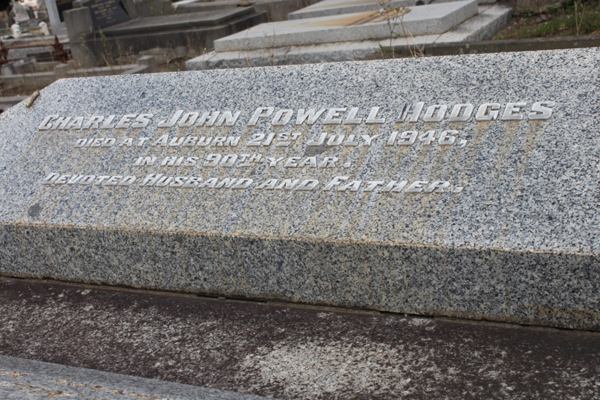 Charles John Powell Hodges
died at Auburn 21st July 1946,
in his 90th year.
Devoted Husband and Father.